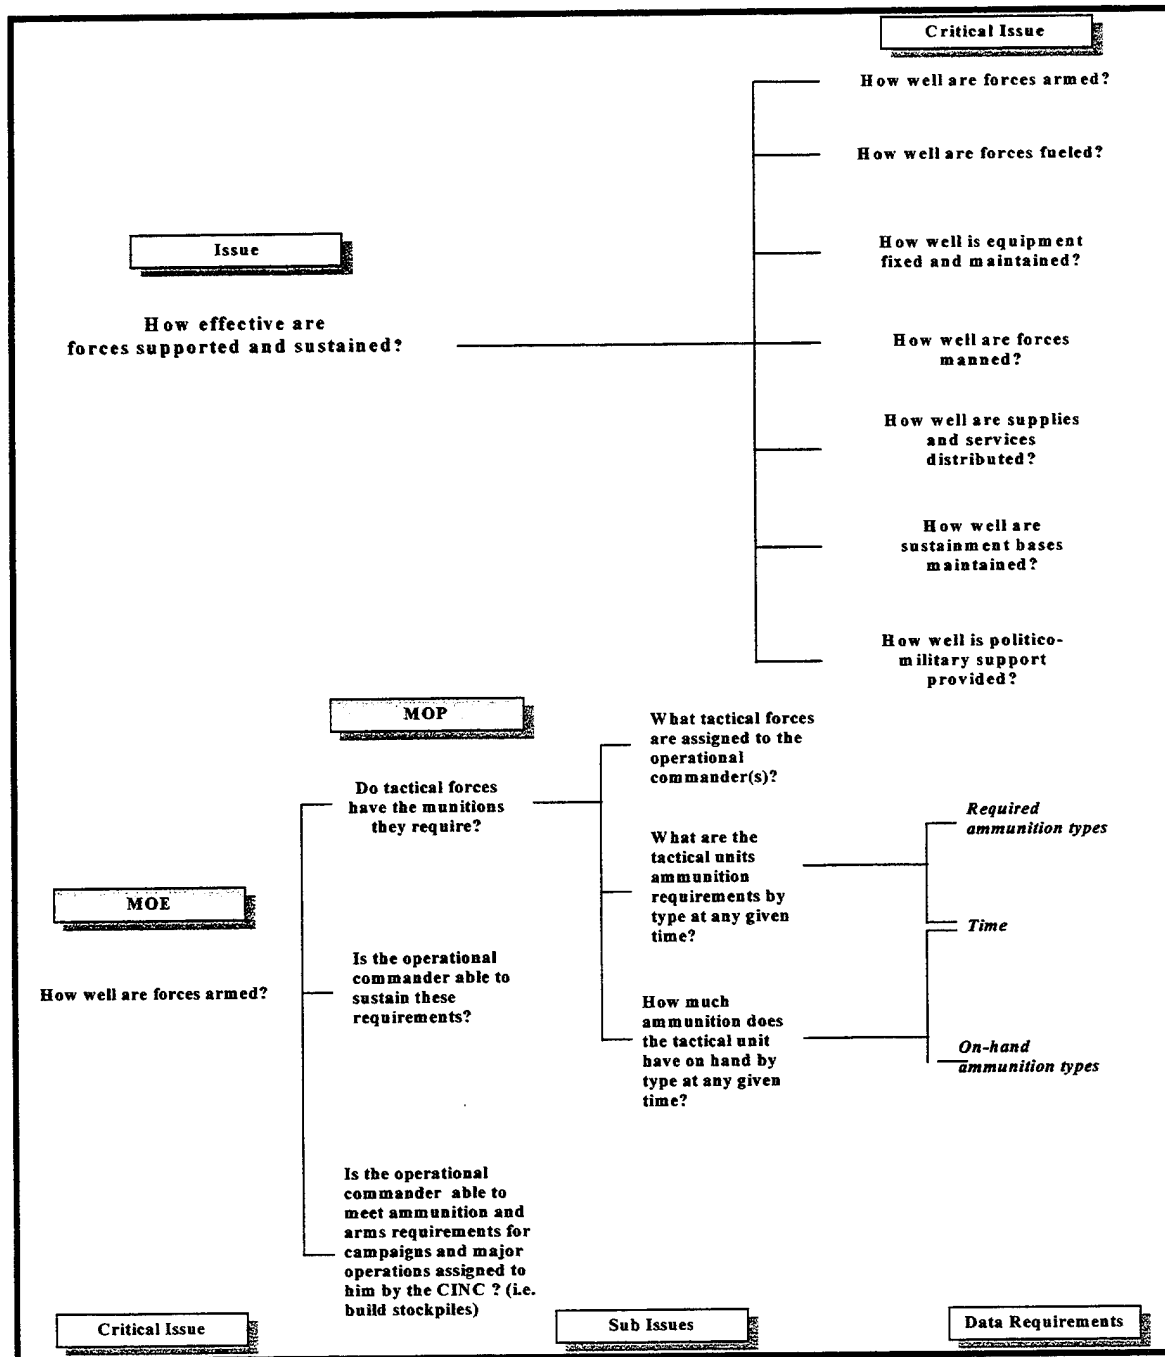 Critical Issue
How well are forces armed?
How well are forces fueled?
Issue
How well is equipment
fixed and maintained?
How effective are
forces supported and sustained?
How well are forces
manned?
How well are supplies
and services
distributed?
How well are
sustainment bases
maintained?
How well is politico-
military support
provided?
MOP
What tactical forces
are assigned to the
operational
commander(s)?
Do tactical forces
have the munitions
they require?
Required
ammunition types
What are the
tactical units
ammunition
requirements by
type at any given
time?
MOE
Time
How well are forces armed?
Is the operational
commander able to
sustain these
requirements?
How much
ammunition does
the tactical unit
have on hand by
type at any given
time?
On-hand
ammunition types
Is the operational
commander able to
meet ammunition and
arms requirements for
campaigns and major
operations assigned to
him by the CINC ? (i.e.
build stockpiles)
Critical Issue
Sub Issues
Data Requirements